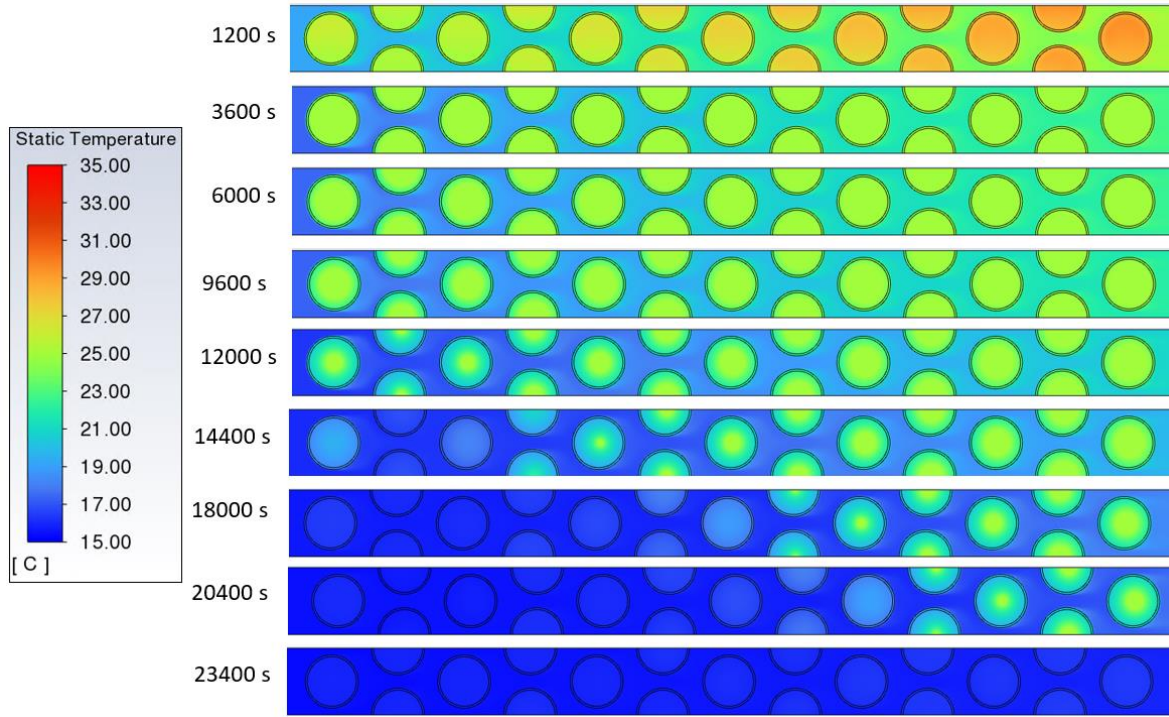 1200 s
3600 s
6000 s
9600 s
12000 s
14400 s
18000 s
20400 s
23400 s
Static Temperature
35.00
33.00
31.00
29.00
27.00
25.00
23.00
21.00
19.00
17.00
15.00
[ C ]